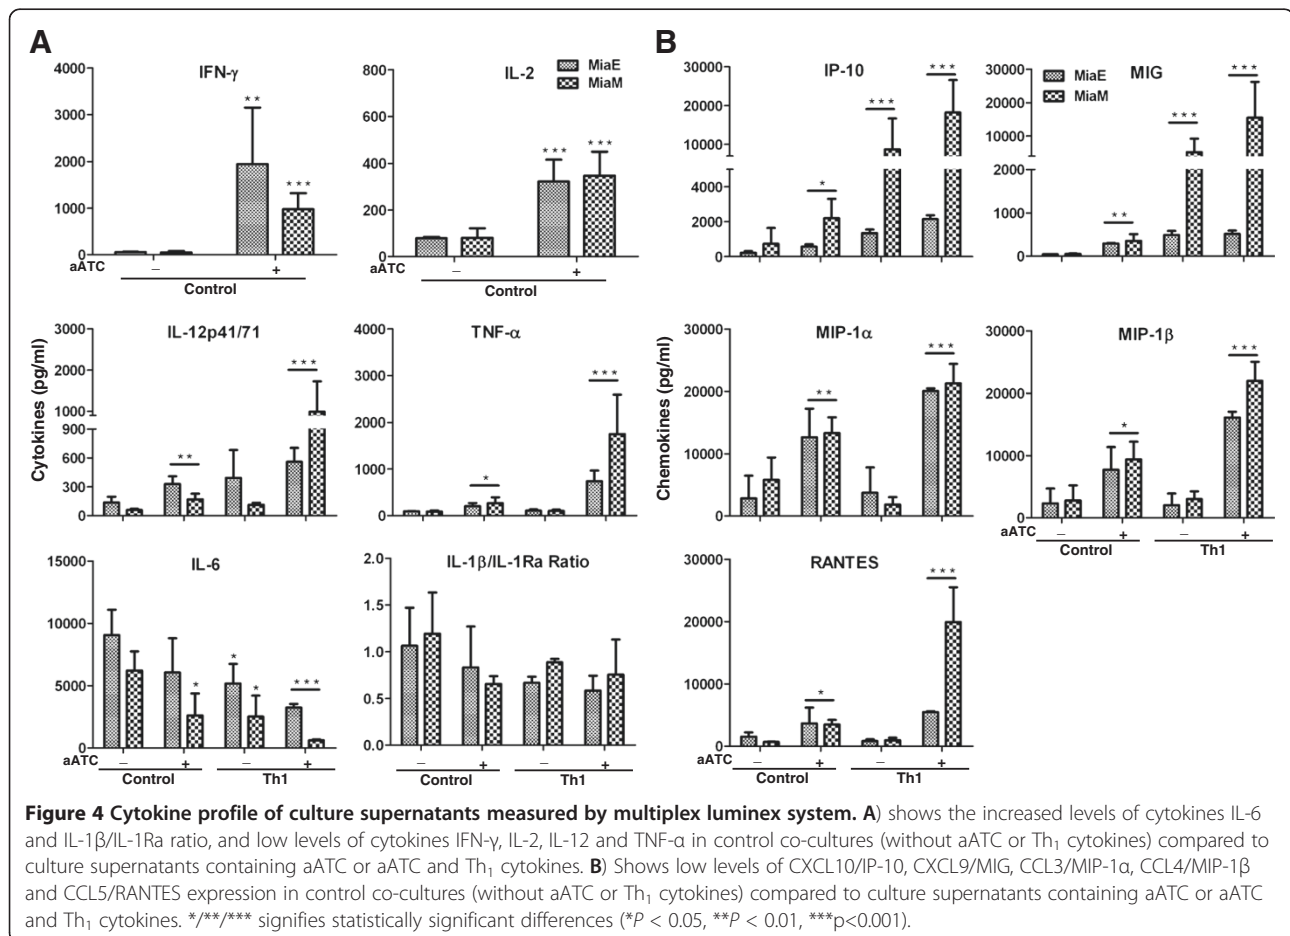 A
B
IFN-γ
4000
3000
2000
1000
0
**
***
aATC
−
+
Control
IL-2
800
600
400
200
0
MiaE
MiaM
***
***
aATC
−
+
Control
IP-10
30000
20000
10000
4000
2000
0
*
***
***
MIG
30000
25000
20000
15000
10000
5000
2000
1000
0
MiaE
MiaM
**
***
***
Cytokines (pg/ml)
IL-12p41/71
3000
2000
1000
900
600
300
0
**
***
TNF-α
4000
3000
2000
1000
0
*
***
Chemokines (pg/ml)
MIP-1α
30000
20000
10000
0
**
***
MIP-1β
30000
20000
10000
0
*
***
−
+
−
+
Control
Th1
IL-6
15000
10000
5000
0
*
*
*
***
aATC
−
+
−
+
Control
Th1
IL-1β/IL-1Ra Ratio
2.0
1.5
1.0
0.5
0.0
−
+
−
+
Control
Th1
RANTES
30000
20000
10000
0
*
***
aATC
−
+
−
+
Control
Th1
Figure 4 Cytokine profile of culture supernatants measured by multiplex luminex system. A) shows the increased levels of cytokines IL-6
and IL-1β/IL-1Ra ratio, and low levels of cytokines IFN-γ, IL-2, IL-12 and TNF-α in control co-cultures (without aATC or Th1 cytokines) compared to
culture supernatants containing aATC or aATC and Th1 cytokines. B) Shows low levels of CXCL10/IP-10, CXCL9/MIG, CCL3/MIP-1α, CCL4/MIP-1β
and CCL5/RANTES expression in control co-cultures (without aATC or Th1 cytokines) compared to culture supernatants containing aATC or aATC
and Th1 cytokines. */**/*** signifies statistically significant differences (*P < 0.05, **P < 0.01, ***p<0.001).